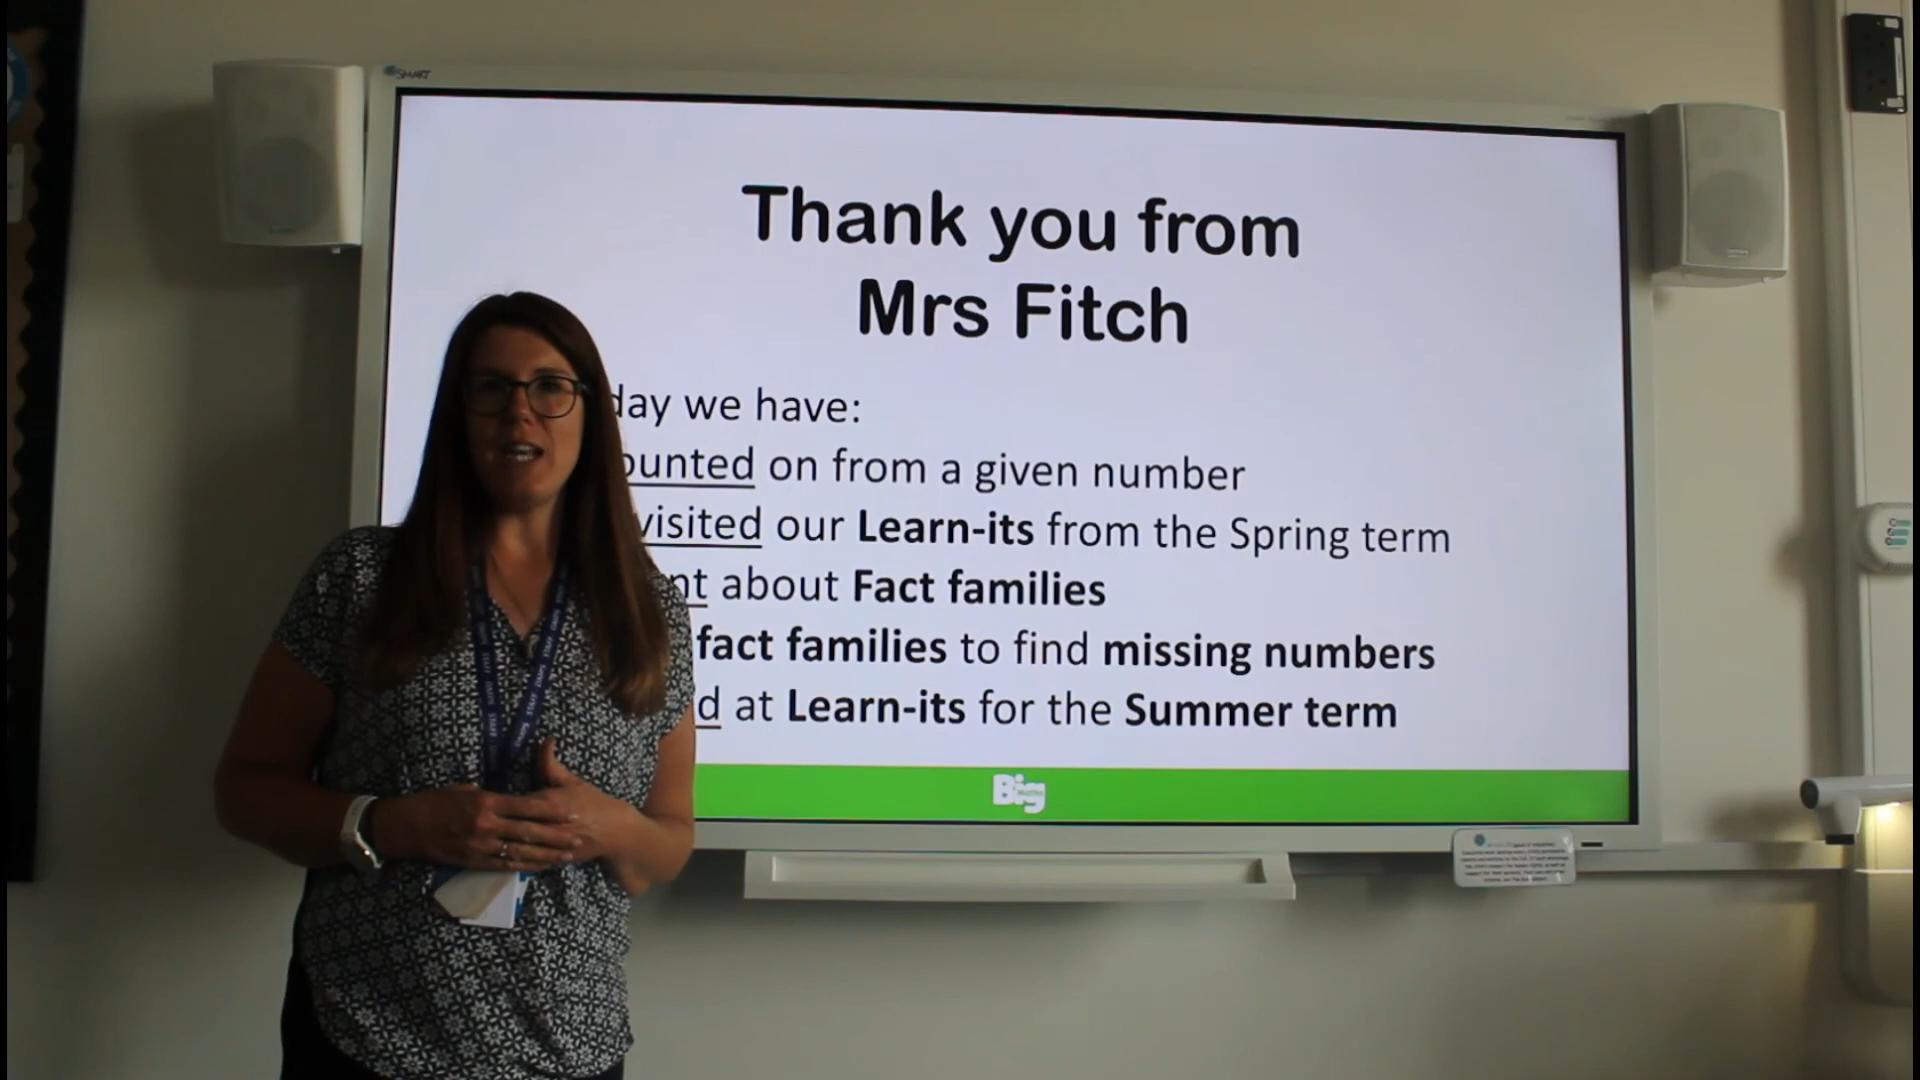 SMART
Thank you from
Mrs Fitch
day we have:
ounted on from a given number
visited our Learn-its from the Spring term
nt about Fact families
fact families to find missing numbers
d at Learn-its for the Summer term
Big